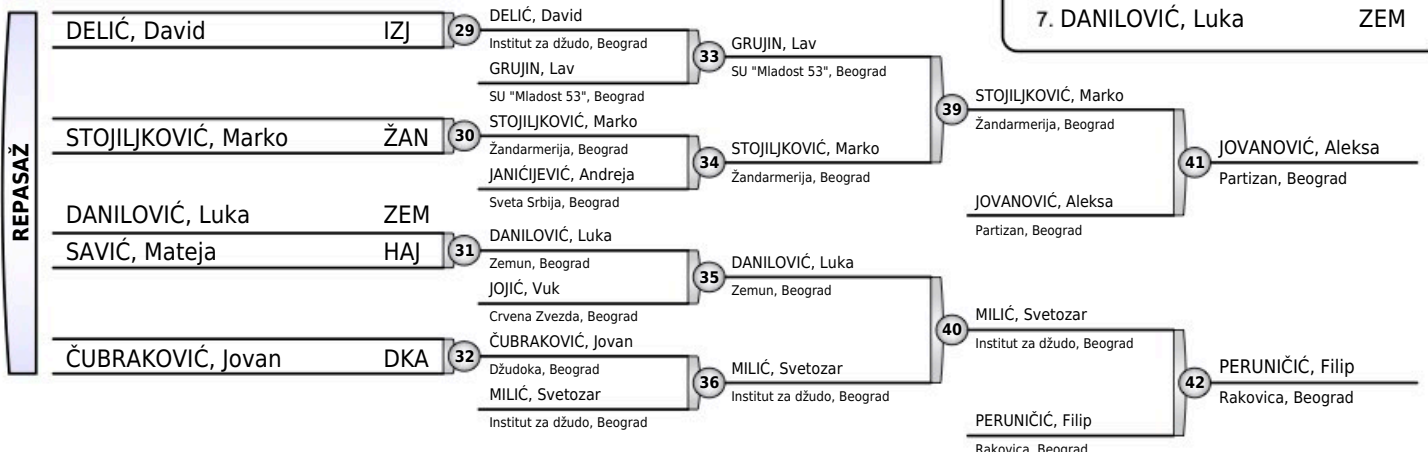 7. DANILOVIĆ, Luka ZEM
REPASAŽ
DELIĆ, David IZJ
STOJILJKOVIĆ, Marko ŽAN
DANILOVIĆ, Luka ZEM
SAVIĆ, Mateja HAJ
ČUBRAKOVIĆ, Jovan DKA
29
DELIĆ, David
Institut za džudo, Beograd
GRUJIN, Lav
SU "Mladost 53", Beograd
30
STOJILJKOVIĆ, Marko
Žandarmerija, Beograd
JANIĆIJEVIĆ, Andreja
Sveta Srbija, Beograd
31
DANILOVIĆ, Luka
Zemun, Beograd
JOJIĆ, Vuk
Crvena Zvezda, Beograd
32
ČUBRAKOVIĆ, Jovan
Džudoka, Beograd
MILIĆ, Svetozar
Institut za džudo, Beograd
33
GRUJIN, Lav
SU "Mladost 53", Beograd
34
STOJILJKOVIĆ, Marko
Žandarmerija, Beograd
35
DANILOVIĆ, Luka
Zemun, Beograd
36
MILIĆ, Svetozar
Institut za džudo, Beograd
39
STOJILJKOVIĆ, Marko
Žandarmerija, Beograd
JOVANOVIĆ, Aleksa
Partizan, Beograd
40
MILIĆ, Svetozar
Institut za džudo, Beograd
PERUNIČIĆ, Filip
Rakovica, Beograd
41
JOVANOVIĆ, Aleksa
Partizan, Beograd
42
PERUNIČIĆ, Filip
Rakovica, Beograd